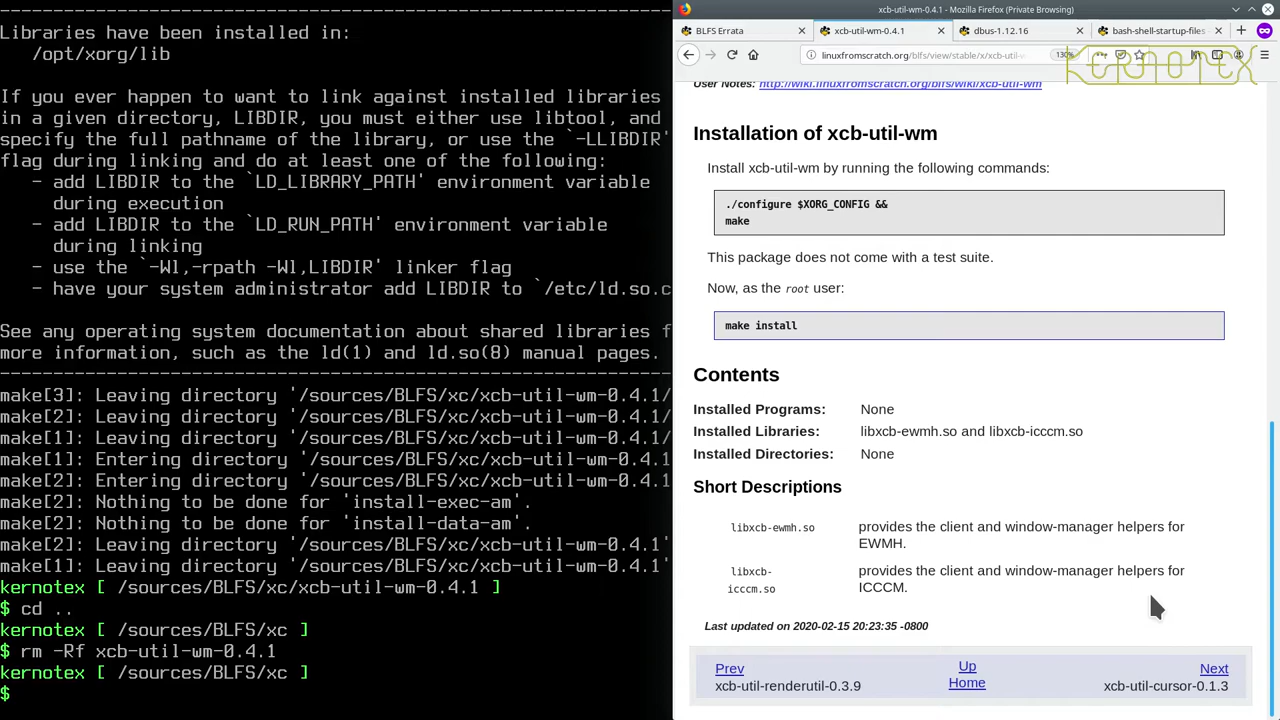 ----------------------------------------------------------------------
Libraries have been installed in:
   /opt/xorg/lib

If you ever happen to want to link against installed libraries
in a given directory, LIBDIR, you must either use libtool, and
specify the full pathname of the library, or use the `-LLIBDIR'
flag during linking and do at least one of the following:
   - add LIBDIR to the `LD_LIBRARY_PATH' environment variable
     during execution
   - add LIBDIR to the `LD_RUN_PATH' environment variable
     during linking
   - use the `-Wl,-rpath -Wl,LIBDIR' linker flag
   - have your system administrator add LIBDIR to `/etc/ld.so.c

See any operating system documentation about shared libraries f
more information, such as the ld(1) and ld.so(8) manual pages.
----------------------------------------------------------------------
make[3]: Leaving directory '/sources/BLFS/xc/xcb-util-wm-0.4.1/
make[2]: Leaving directory '/sources/BLFS/xc/xcb-util-wm-0.4.1/
make[1]: Leaving directory '/sources/BLFS/xc/xcb-util-wm-0.4.1/
make[1]: Entering directory '/sources/BLFS/xc/xcb-util-wm-0.4.1
make[2]: Entering directory '/sources/BLFS/xc/xcb-util-wm-0.4.1
make[2]: Nothing to be done for 'install-exec-am'.
make[2]: Nothing to be done for 'install-data-am'.
make[2]: Leaving directory '/sources/BLFS/xc/xcb-util-wm-0.4.1'
make[1]: Leaving directory '/sources/BLFS/xc/xcb-util-wm-0.4.1'
kernotex [ /sources/BLFS/xc/xcb-util-wm-0.4.1 ]
$ cd ..
kernotex [ /sources/BLFS/xc ]
$ rm -Rf xcb-util-wm-0.4.1
kernotex [ /sources/BLFS/xc ]
$
xcb-util-wm-0.4.1 - Mozilla Firefox (Private Browsing)
BLFS Errata
xcb-util-wm-0.4.1
dbus-1.12.16
bash-shell-startup-files
linuxfromscratch.org/blfs/view/stable/x/xcb-util-w
130%
KERNOTEX
User Notes: http://wiki.linuxfromscratch.org/blfs/wiki/xcb-util-wm
Installation of xcb-util-wm
Install xcb-util-wm by running the following commands:
./configure $XORG_CONFIG &&
make
This package does not come with a test suite.
Now, as the root user:
make install
Contents
Installed Programs: None
Installed Libraries: libxcb-ewmh.so and libxcb-icccm.so
Installed Directories: None
Short Descriptions
libxcb-ewmh.so provides the client and window-manager helpers for
EWMH.
libxcb- provides the client and window-manager helpers for
icccm.so ICCCM.
Last updated on 2020-02-15 20:23:35 -0800
Prev Up Next
xcb-util-renderutil-0.3.9 Home xcb-util-cursor-0.1.3